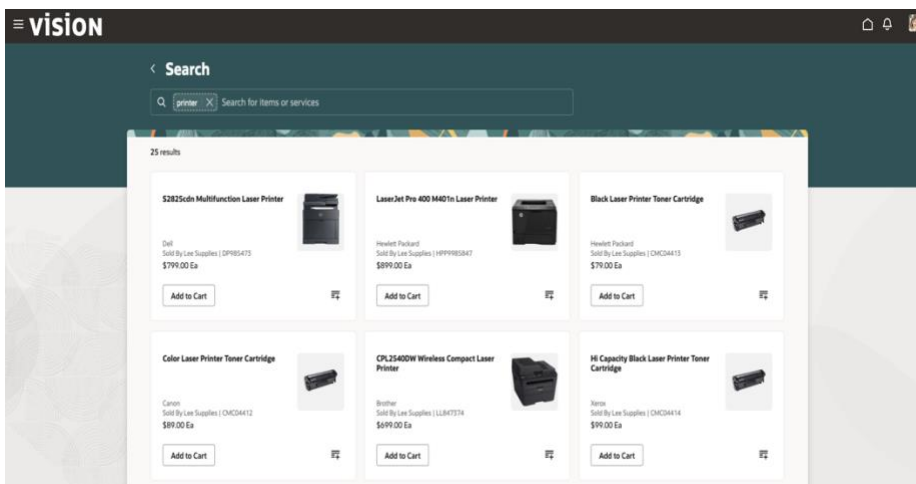 vision
Search
printer Search for items or services
25 results
S2825cdn Multifunction Laser Printer
Dell
Sold By Lee Supplies | DP985473
$799.00 Ea
Add to Cart
LaserJet Pro 400 M401n Laser Printer
Hewlett Packard
Sold By Lee Supplies | HPP9985847
$899.00 Ea
Add to Cart
Black Laser Printer Toner Cartridge
Hewlett Packard
Sold By Lee Supplies | CMC04413
$79.00 Ea
Add to Cart
Color Laser Printer Toner Cartridge
Canon
Sold By Lee Supplies | CMC04412
$89.00 Ea
Add to Cart
CPL2540DW Wireless Compact Laser
Printer
Brother
Sold By Lee Supplies | LL847574
$699.00 Ea
Add to Cart
Hi Capacity Black Laser Printer Toner
Cartridge
Xerox
Sold By Lee Supplies | CMC04414
$99.00 Ea
Add to Cart